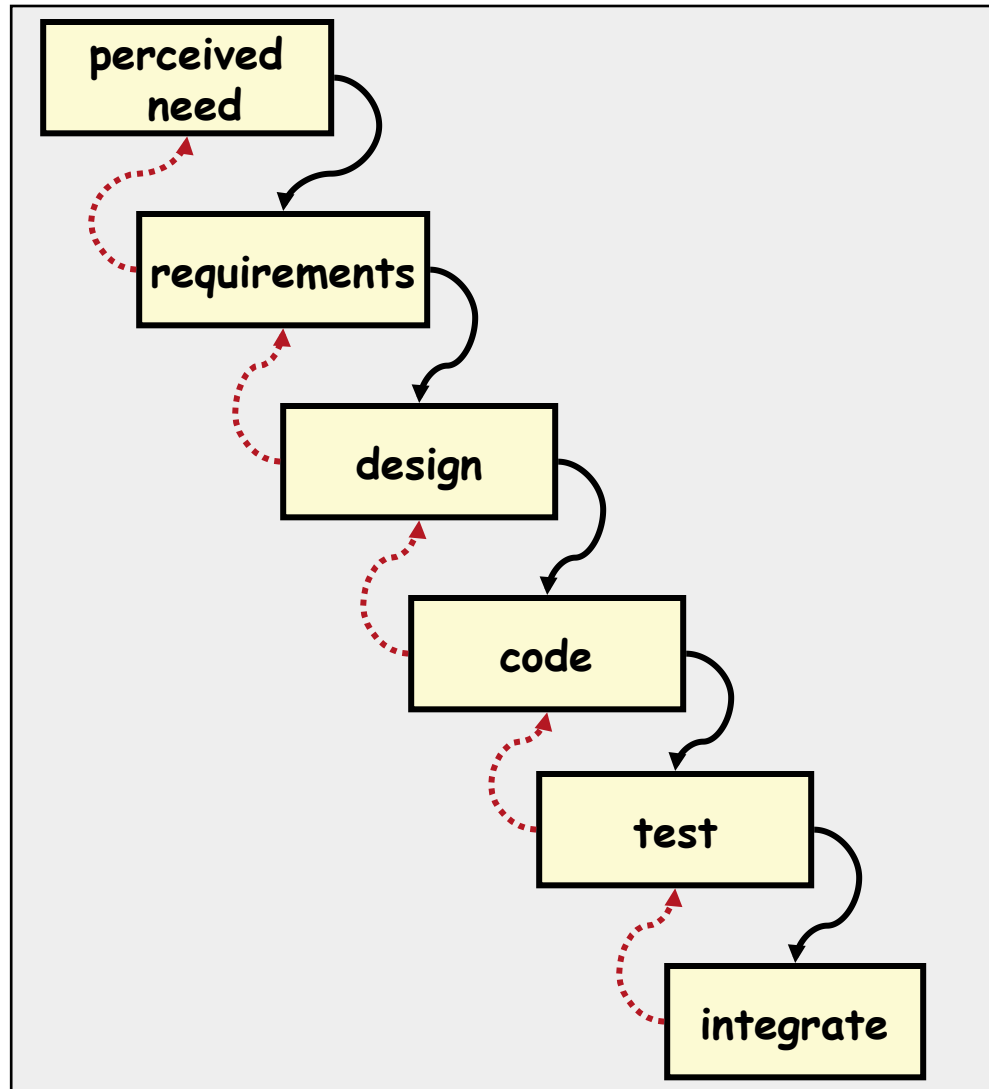 perceived
need
requirements
design
code
test
integrate